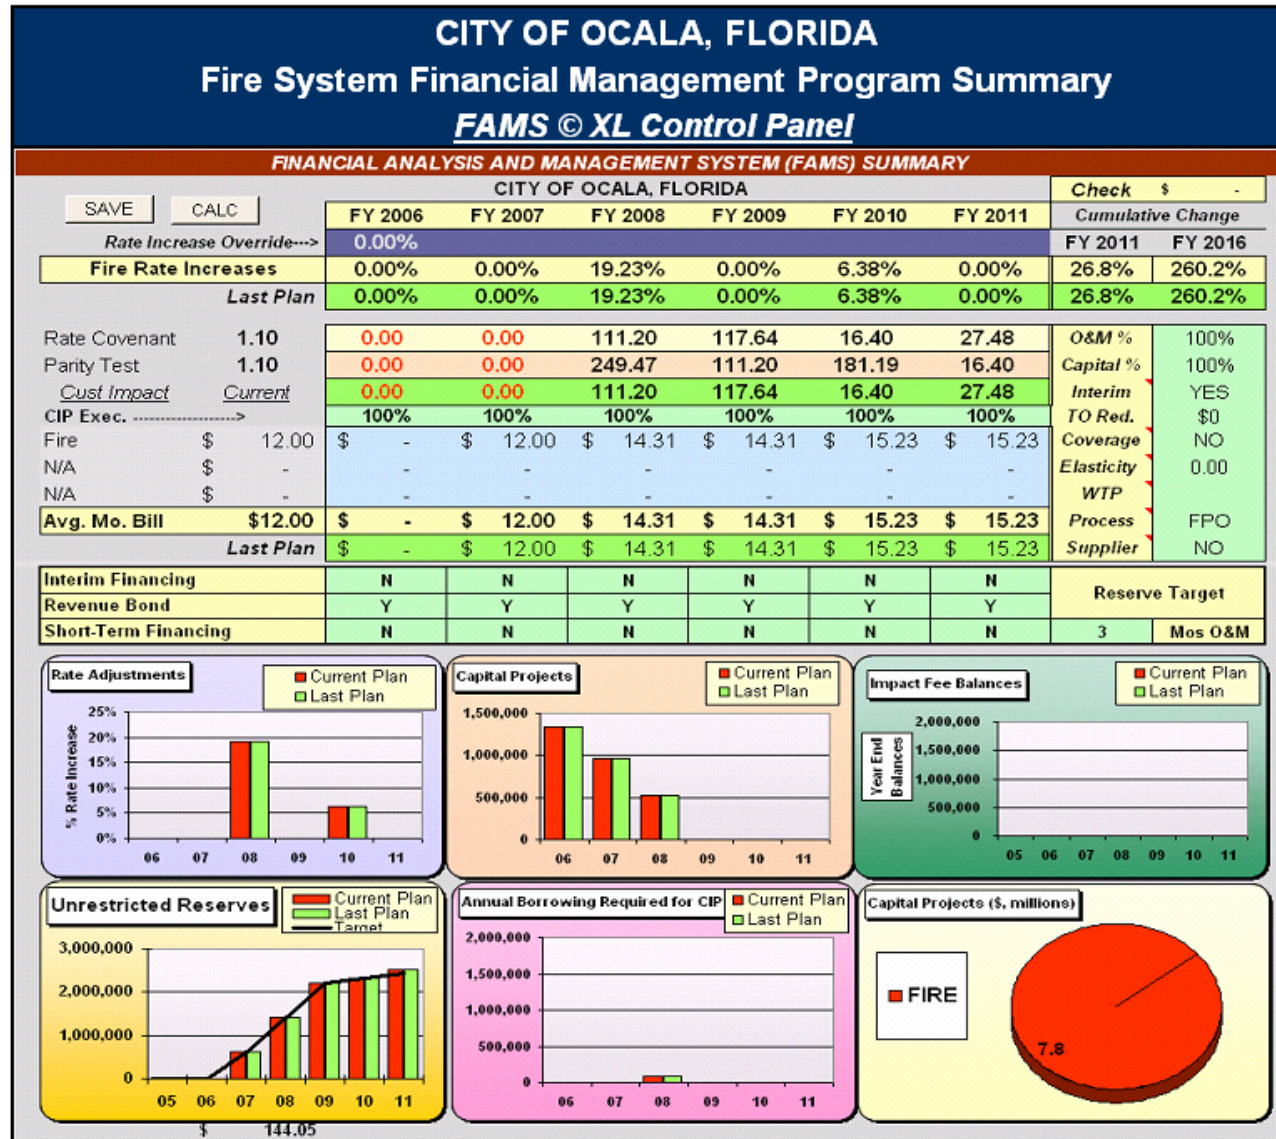 CITY OF OCALA, FLORIDA
Fire System Financial Management Program Summary
FAMS © XL Control Panel
FINANCIAL ANALYSIS AND MANAGEMENT SYSTEM (FAMS) SUMMARY
CITY OF OCALA, FLORIDA Check $ -
SAVE CALC FY 2006 FY 2007 FY 2008 FY 2009 FY 2010 FY 2011 Cumulative Change
Rate Increase Override---> 0.00% FY 2011 FY 2016
Fire Rate Increases 0.00% 0.00% 19.23% 0.00% 6.38% 0.00% 26.8% 260.2%
Last Plan 0.00% 0.00% 19.23% 0.00% 6.38% 0.00% 26.8% 260.2%
Rate Covenant 1.10 0.00 0.00 111.20 117.64 16.40 27.48 O&M % 100%
Parity Test 1.10 0.00 0.00 249.47 111.20 181.19 16.40 Capital % 100%
Cust Impact Current 0.00 0.00 111.20 117.64 16.40 27.48 Interim YES
CIP Exec. --------------------> 100% 100% 100% 100% 100% 100% TO Red. $0
Fire $ 12.00 $ - $ 12.00 $ 14.31 $ 14.31 $ 15.23 $ 15.23 Coverage NO
N/A $ - - - - - - - Elasticity 0.00
N/A $ - - - - - - - WTP
Avg. Mo. Bill $12.00 $ - $ 12.00 $ 14.31 $ 14.31 $ 15.23 $ 15.23 Process FPO
Last Plan $ - $ 12.00 $ 14.31 $ 14.31 $ 15.23 $ 15.23 Supplier NO
Interim Financing N N N N N N Reserve Target
Revenue Bond Y Y Y Y Y Y
Short-Term Financing N N N N N N 3 Mos O&M
Rate Adjustments
Current Plan
Last Plan
% Rate Increase
25%
20%
15%
10%
5%
0%
06 07 08 09 10 11
Capital Projects
Current Plan
Last Plan
1,500,000
1,000,000
500,000
0
06 07 08 09 10 11
Impact Fee Balances
Current Plan
Last Plan
Year End
Balances
2,000,000
1,500,000
1,000,000
500,000
0
05 06 07 08 09 10 11
Unrestricted Reserves
Current Plan
Last Plan
Target
3,000,000
2,000,000
1,000,000
0
05 06 07 08 09 10 11
$ 144.05
Annual Borrowing Required for CIP
Current Plan
Last Plan
2,000,000
1,500,000
1,000,000
500,000
0
06 07 08 09 10 11
Capital Projects ($, millions)
FIRE
7.8